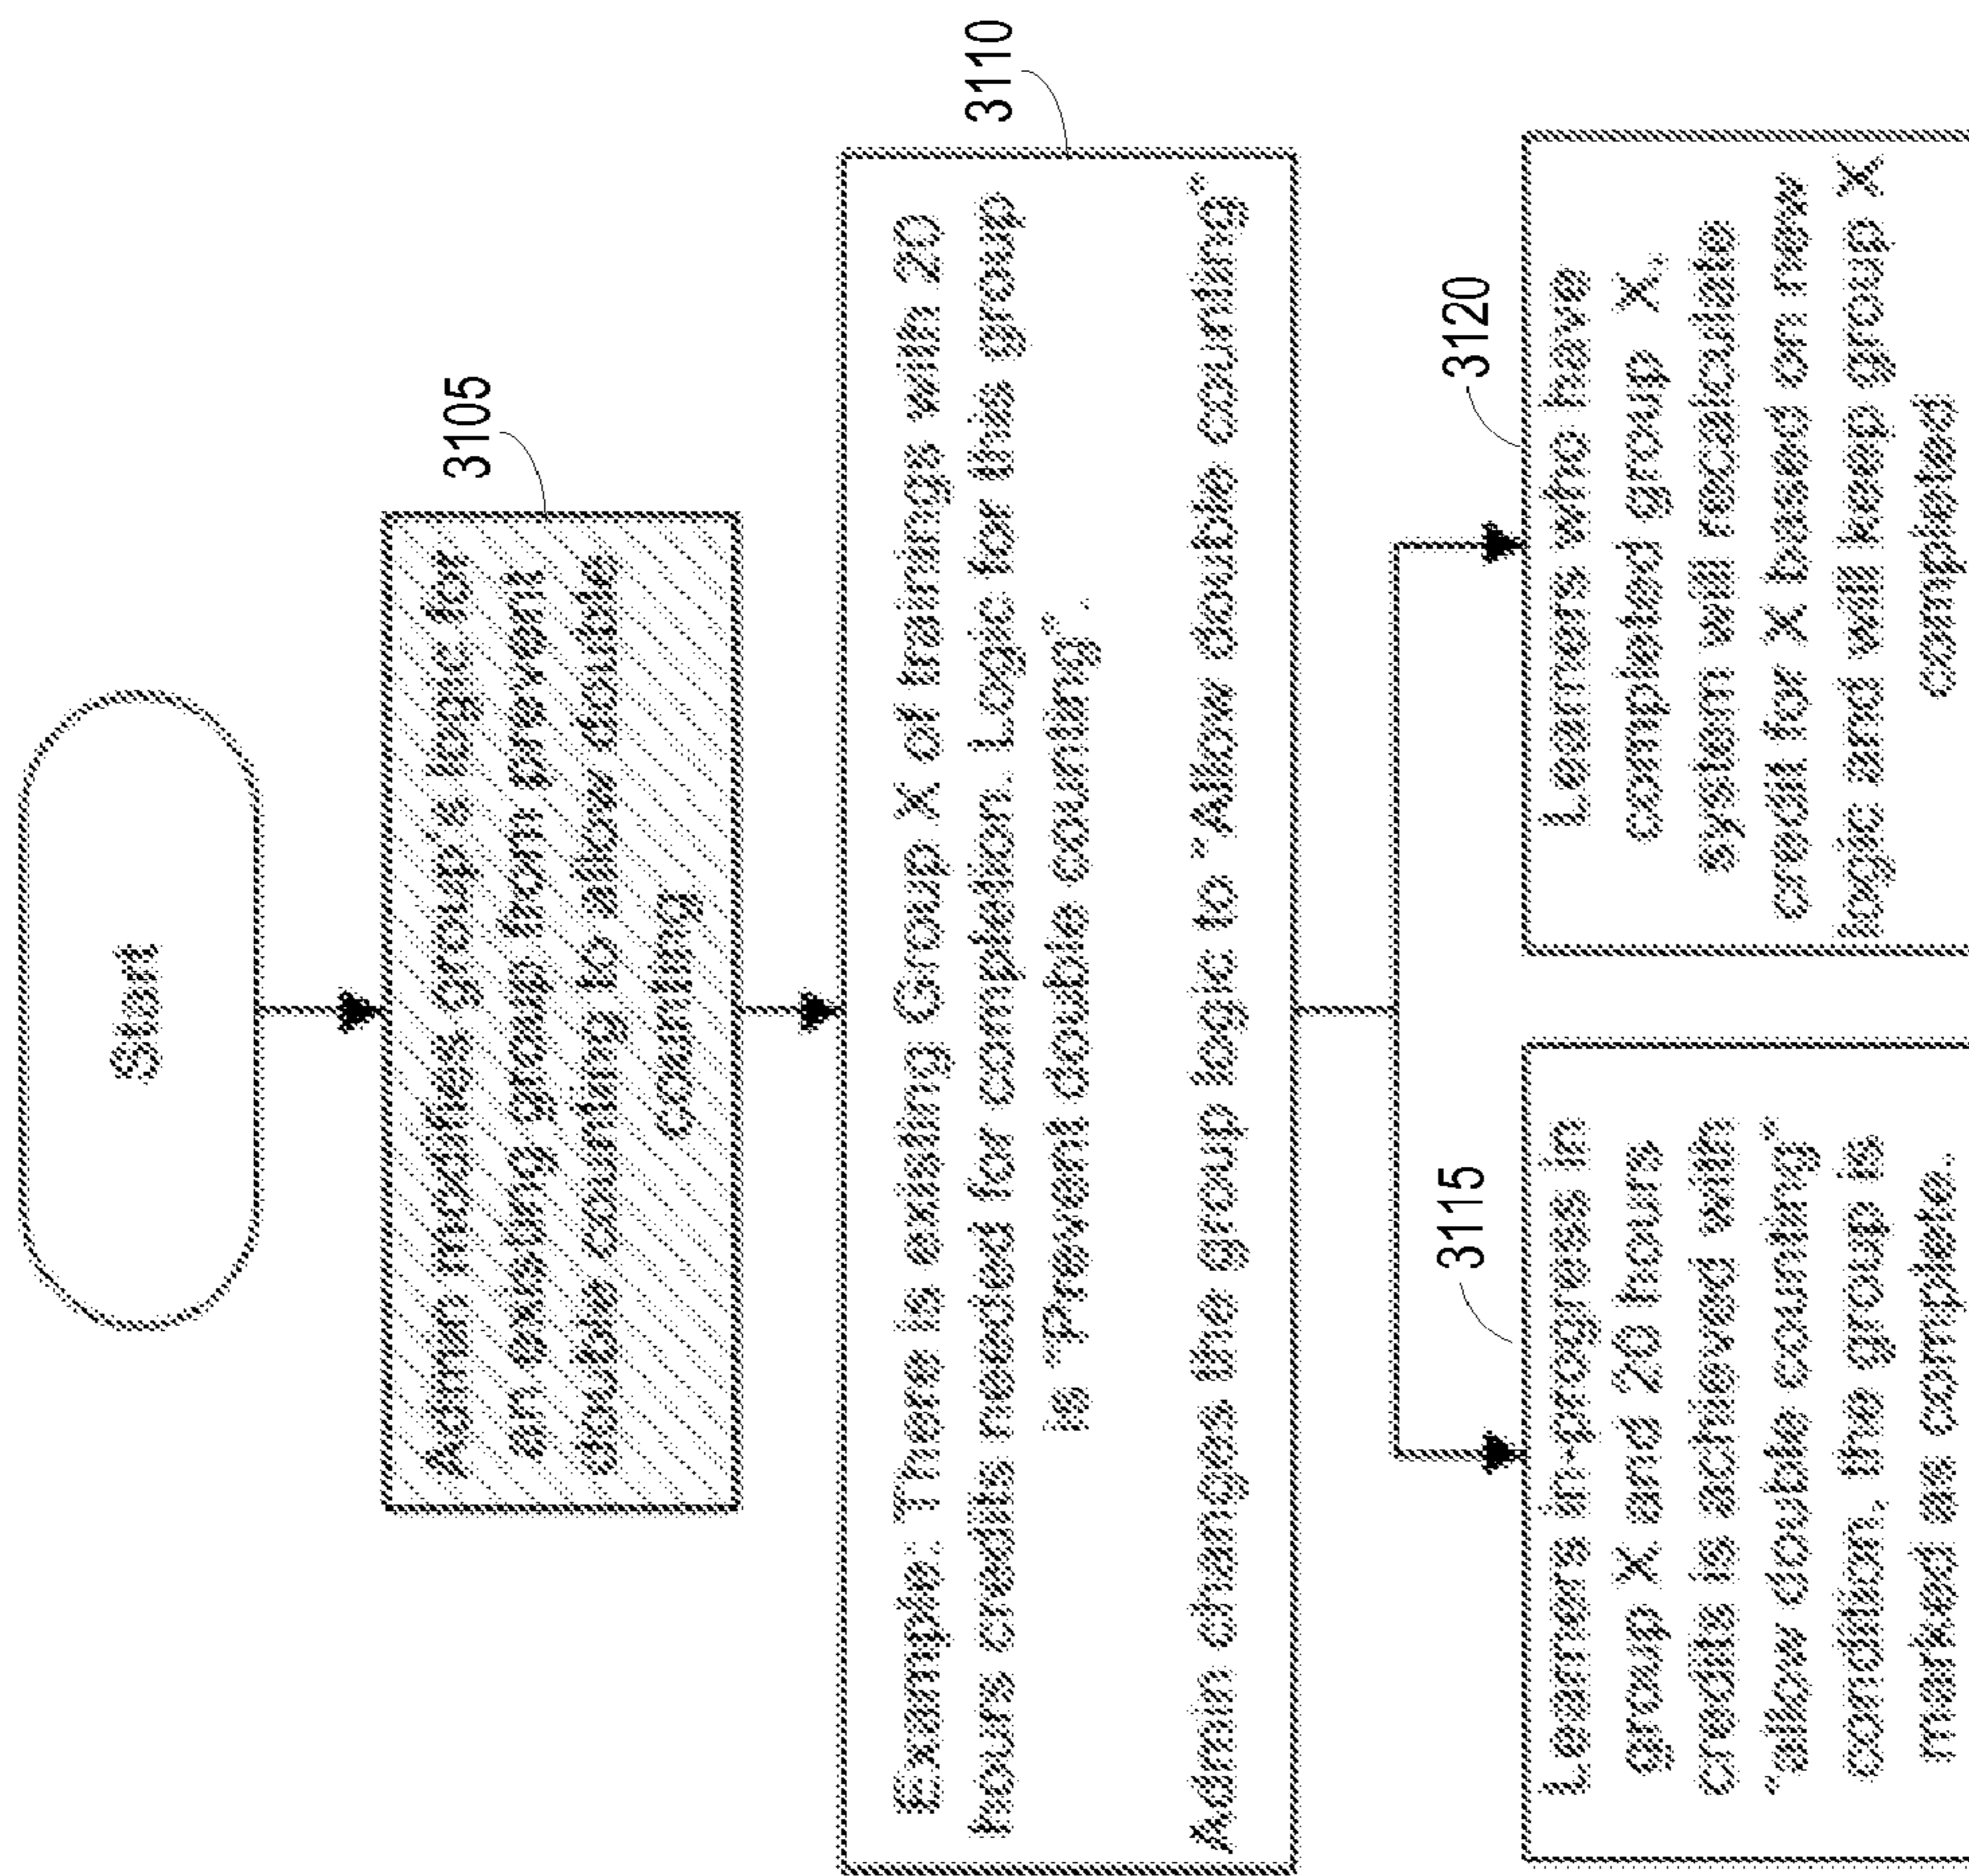 Start
3105
Admin modifies group's logic for
an existing group from prevent
double counting to allow double
counting
3110
Example: There is existing Group X of trainings with 20
hours credits needed for completion. Logic for this group
is "Prevent double counting".
Admin changes the group logic to "Allow double counting"
3115
Learners in-progress in
group X and 20 hours
credits is achieved with
"allow double counting"
condition, the group is
marked as complete.
3120
Learners who have
completed group X,
system will recalculate
credit for X based on new
logic and will keep group X
completed